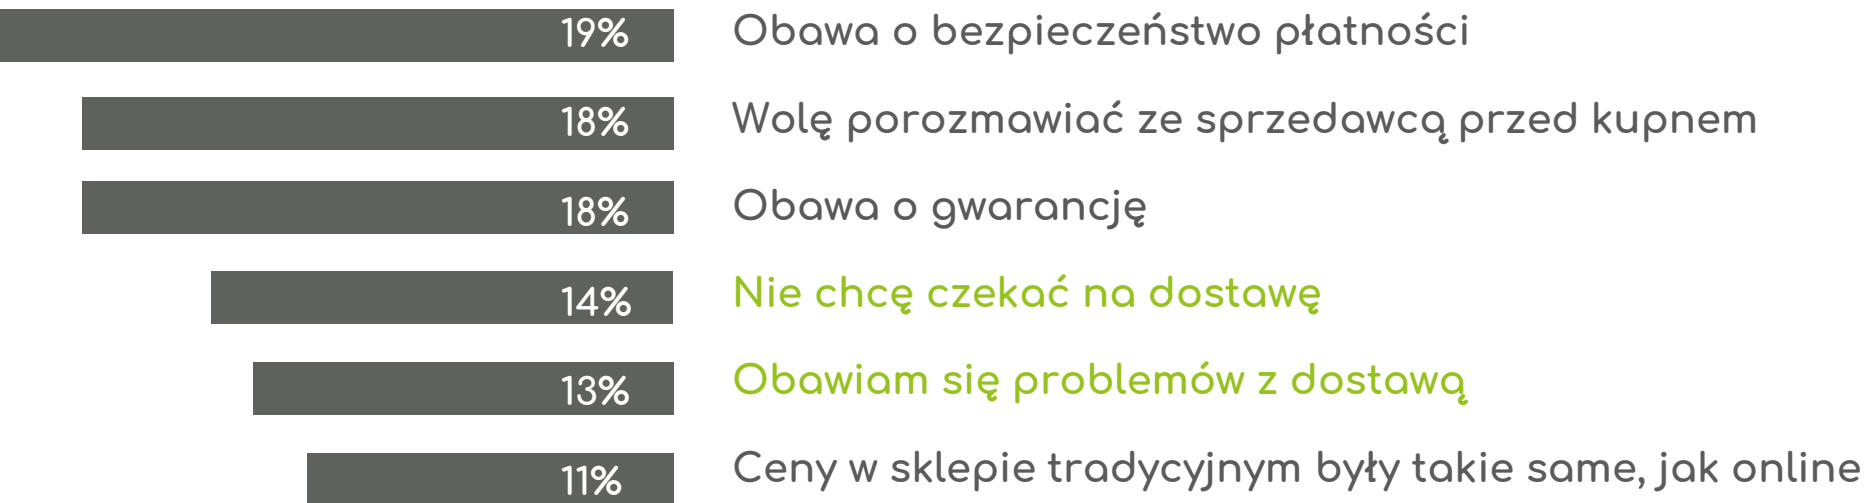 19% Obawa o bezpieczeństwo płatności
18% Wolę porozmawiać ze sprzedawcą przed kupnem
18% Obawa o gwarancję
14% Nie chcę czekać na dostawę
13% Obawiam się problemów z dostawą
11% Ceny w sklepie tradycyjnym były takie same, jak online